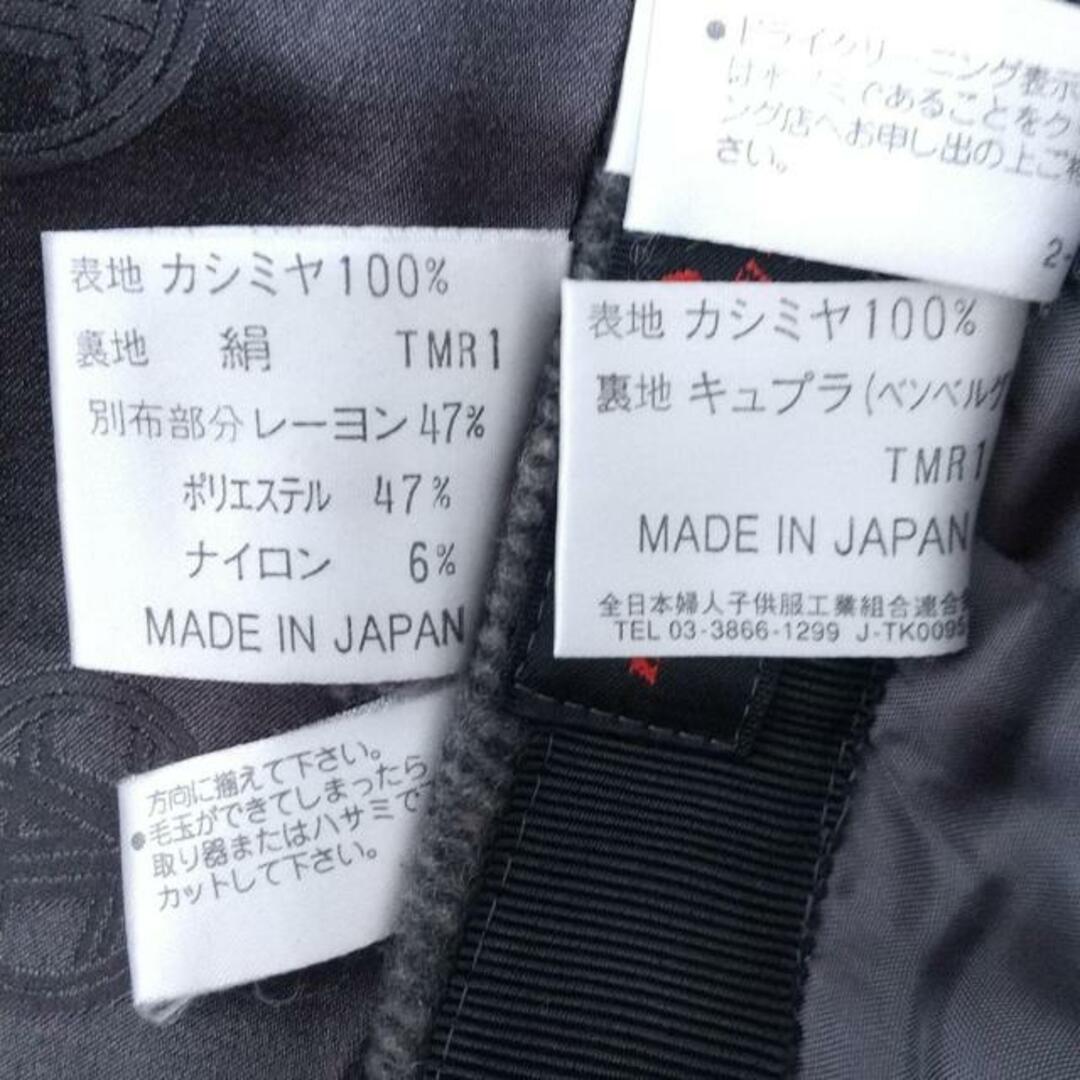 表地 カシミヤ100%
裏地 絹 TMR1
別布部分レーヨン47%
ポリエステル 47%
ナイロン 6%
MADE IN JAPAN
方向に揃えて下さい。
●毛玉ができてしまったら
取り器またはハサミで
カットして下さい。
●ドライクリーニング表示
であることをク
ング店へお申し出の上ご
さい。
2-
表地 カシミヤ100%
裏地 キュプラ(ベンベルグ
TMR1
MADE IN JAPAN
全日本婦人子供服工業組合連合
TEL 03-3866-1299 J-TK0095